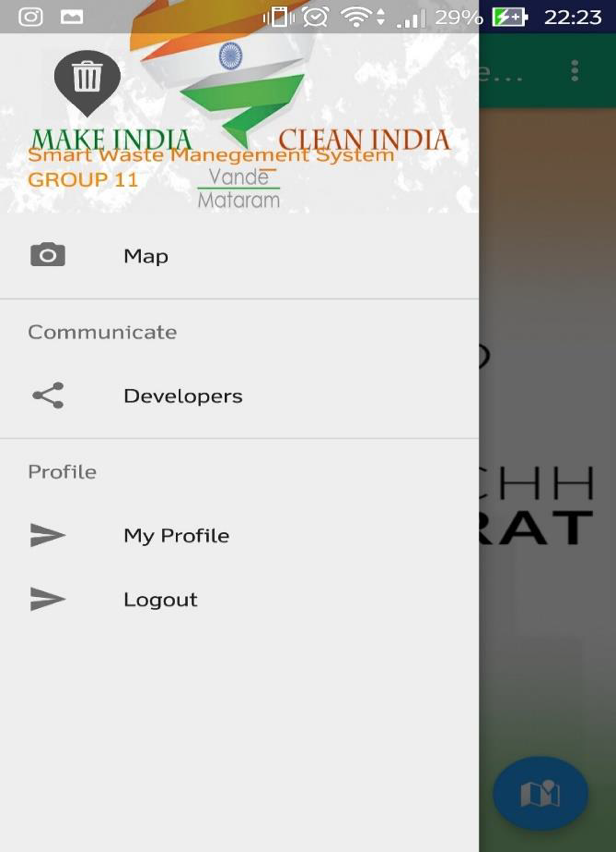 29% 22:23
e...
MAKE INDIA CLEAN INDIA
Smart Waste Manegement System
GROUP 11
Vande
Mataram
Map
Communicate
Developers
CHH
RAT
Profile
My Profile
Logout